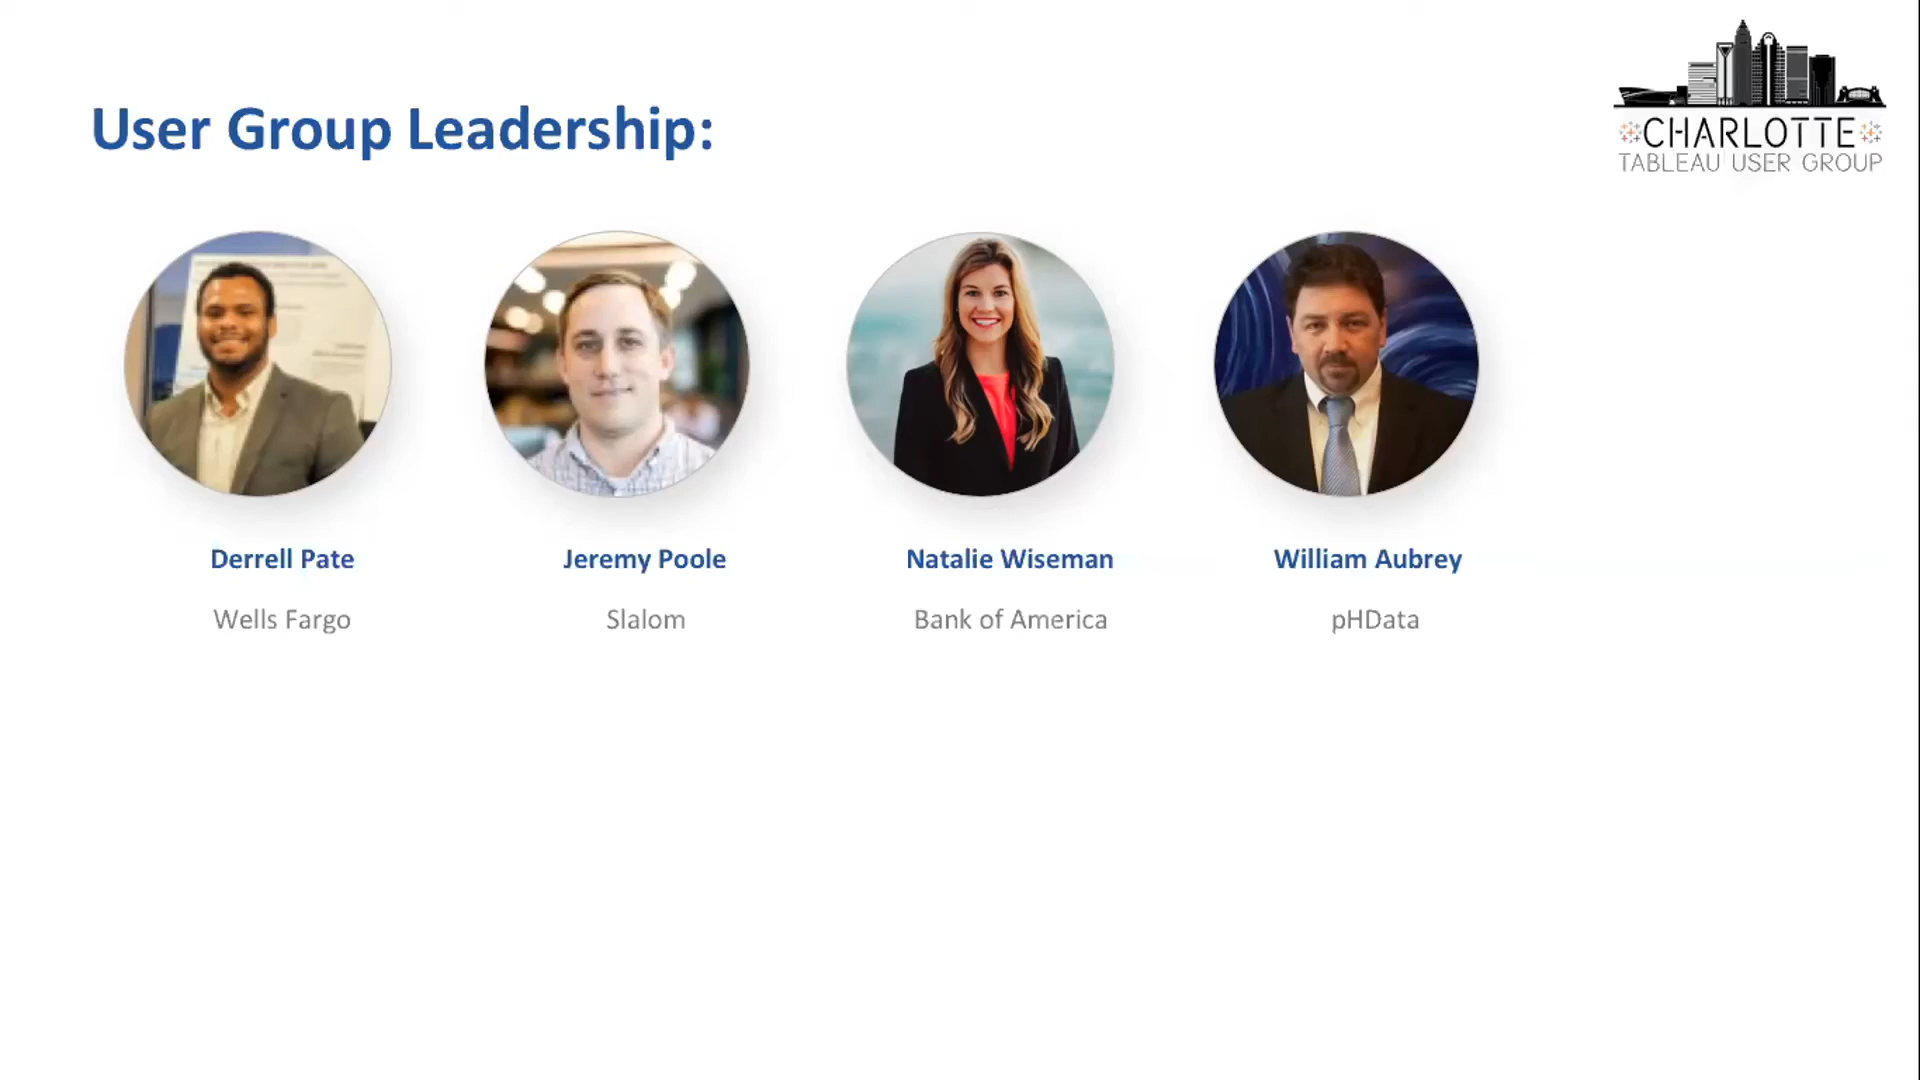 CHARLOTTE
TABLEAU USER GROUP
User Group Leadership:
Derrell Pate
Jeremy Poole
Natalie Wiseman
William Aubrey
Wells Fargo
Slalom
Bank of America
pHData